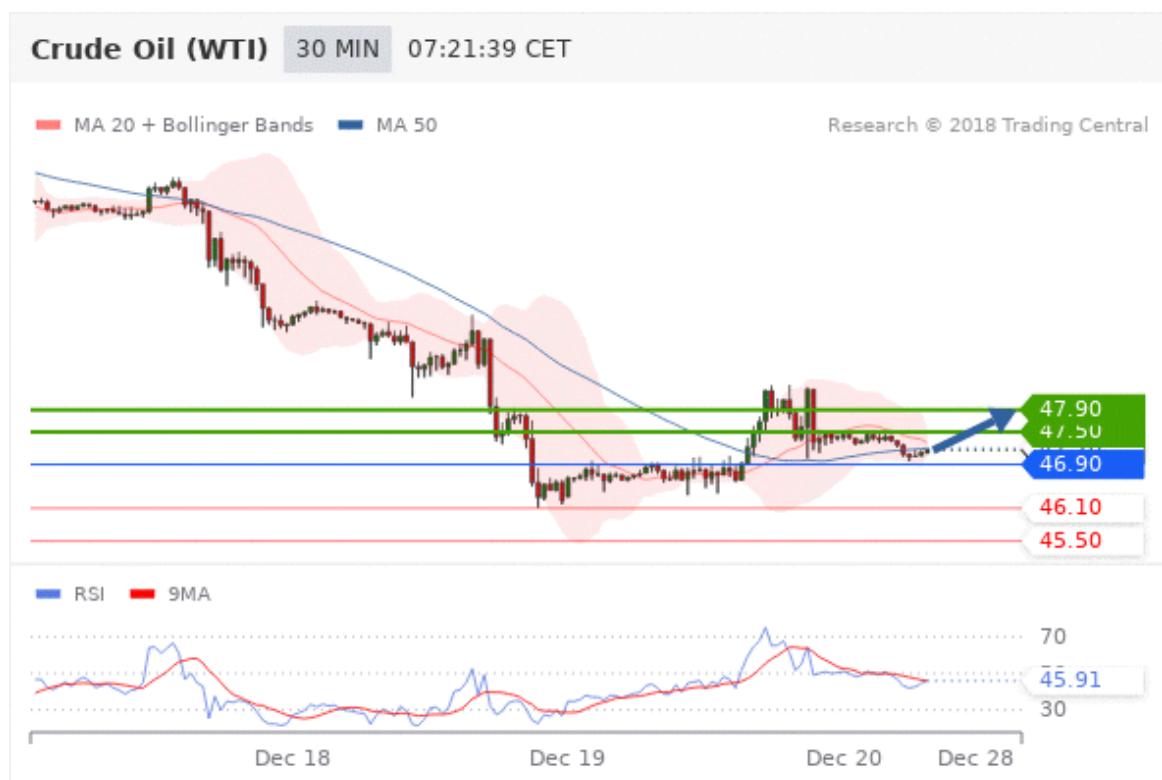 Crude Oil (WTI) 30 MIN 07:21:39 CET
MA 20 + Bollinger Bands MA 50 Research © 2018 Trading Central
47.90
47.50
46.90
46.10
45.50
RSI 9MA
70
45.91
30
Dec 18 Dec 19 Dec 20 Dec 28